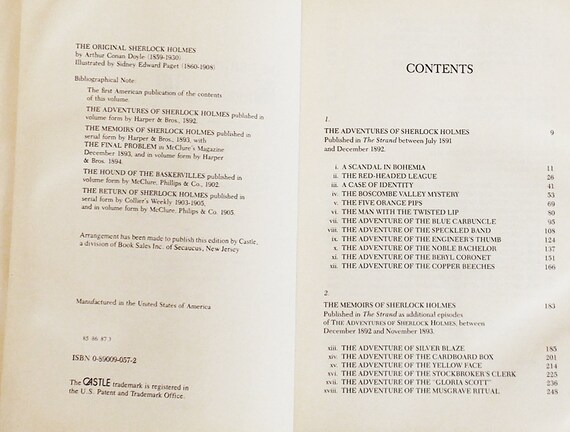 THE ORIGINAL SHERLOCK HOLMES
by Arthur Conan Doyle (1859-1930)
Illustrated by Sidney Edward Paget (1860-1908)
Bibliographical Note:
The first American publication of the contents
of this volume.
THE ADVENTURES OF SHERLOCK HOLMES published in
volume form by Harper & Bros., 1892.
THE MEMOIRS OF SHERLOCK HOLMES published in
serial form by Harper & Bros., 1893, with
THE FINAL PROBLEM in McClure's Magazine
December 1893, and in volume form by Harper
& Bros. 1894.
THE HOUND OF THE BASKERVILLES published in
volume form by McClure, Phillips & Co., 1902.
THE RETURN OF SHERLOCK HOLMES published in
serial form by Collier's Weekly 1903-1905,
and in volume form by McClure, Philips & Co. 1905.
Arrangement has been made to publish this edition by Castle,
a division of Book Sales Inc. of Secaucus, New Jersey
Manufactured in the United States of America
85 86 87 5
ISBN 0-89009-057-2
The CASTLE trademark is registered in
the U.S. Patent and Trademark Office.
CONTENTS
1.
THE ADVENTURES OF SHERLOCK HOLMES 9
Published in The Strand between July 1891
and December 1892.
i. A SCANDAL IN BOHEMIA 11
ii. THE RED-HEADED LEAGUE 26
iii. A CASE OF IDENTITY 41
iv. THE BOSCOMBE VALLEY MYSTERY 53
v. THE FIVE ORANGE PIPS 69
vi. THE MAN WITH THE TWISTED LIP 80
vii. THE ADVENTURE OF THE BLUE CARBUNCLE 95
viii. THE ADVENTURE OF THE SPECKLED BAND 108
ix. THE ADVENTURE OF THE ENGINEER'S THUMB 124
x. THE ADVENTURE OF THE NOBLE BACHELOR 137
xi. THE ADVENTURE OF THE BERYL CORONET 151
xii. THE ADVENTURE OF THE COPPER BEECHES 166
2.
THE MEMOIRS OF SHERLOCK HOLMES 183
Published in The Strand as additional episodes
of THE ADVENTURES OF SHERLOCK HOLMES, between
December 1892 and November 1893.
xiii. THE ADVENTURE OF SILVER BLAZE 185
xiv. THE ADVENTURE OF THE CARDBOARD BOX 201
xv. THE ADVENTURE OF THE YELLOW FACE 214
xvi. THE ADVENTURE OF THE STOCKBROKER'S CLERK 225
xvii. THE ADVENTURE OF THE "GLORIA SCOTT" 236
xviii. THE ADVENTURE OF THE MUSGRAVE RITUAL 248